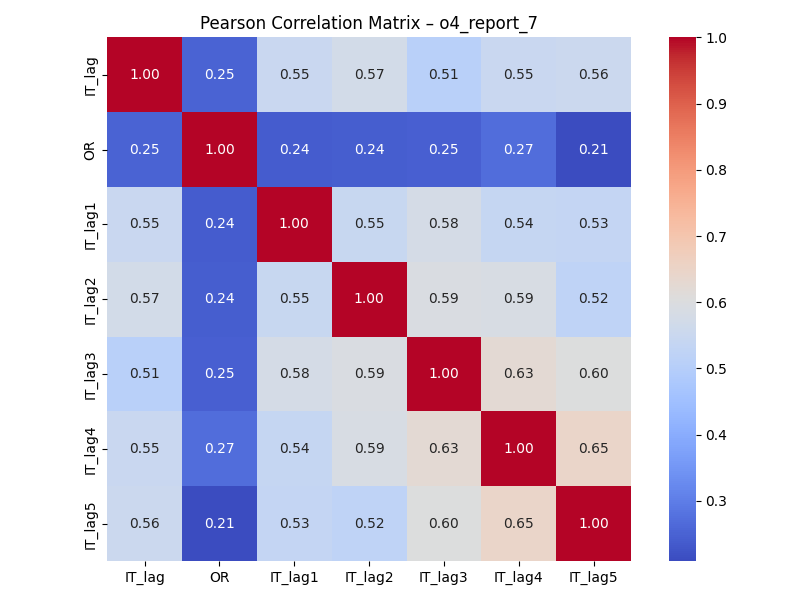 Pearson Correlation Matrix – o4_report_7
IT_lag 1.00 0.25 0.55 0.57 0.51 0.55 0.56
OR 0.25 1.00 0.24 0.24 0.25 0.27 0.21
IT_lag1 0.55 0.24 1.00 0.55 0.58 0.54 0.53
IT_lag2 0.57 0.24 0.55 1.00 0.59 0.59 0.52
IT_lag3 0.51 0.25 0.58 0.59 1.00 0.63 0.60
IT_lag4 0.55 0.27 0.54 0.59 0.63 1.00 0.65
IT_lag5 0.56 0.21 0.53 0.52 0.60 0.65 1.00
IT_lag OR IT_lag1 IT_lag2 IT_lag3 IT_lag4 IT_lag5
1.0
0.9
0.8
0.7
0.6
0.5
0.4
0.3